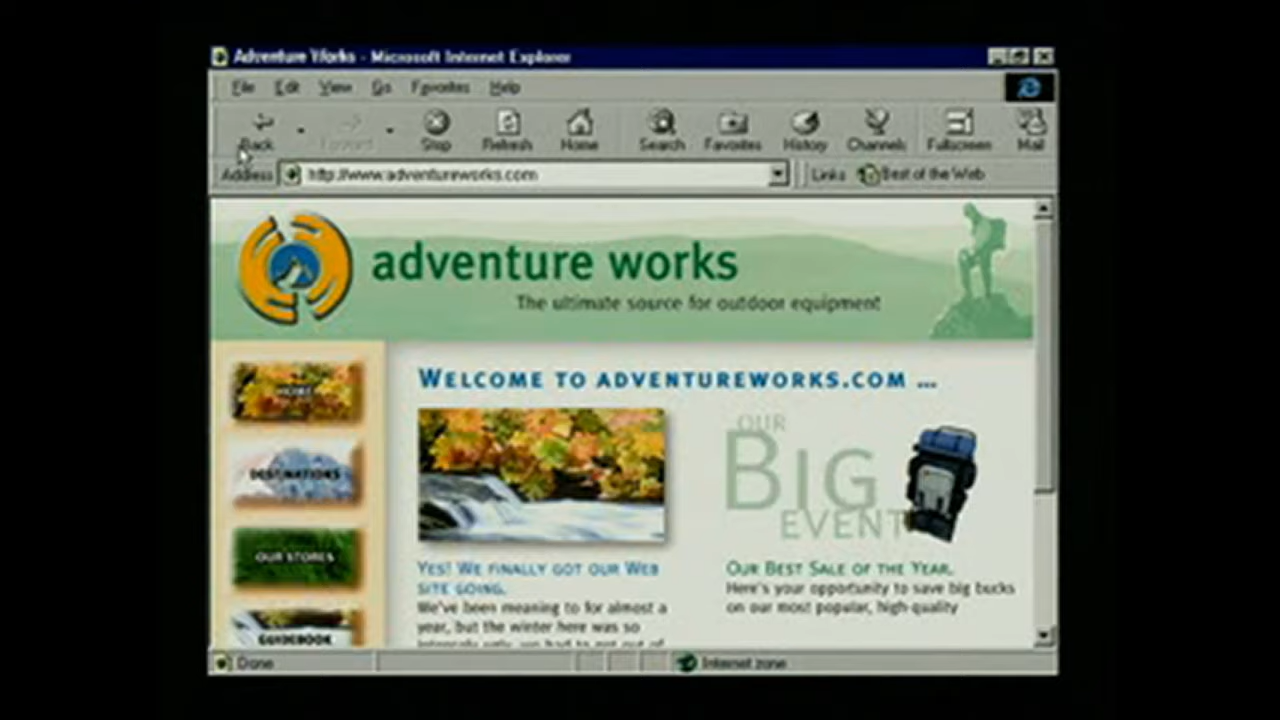 Adventure Works - Microsoft Internet Explorer
File Edit View Go Favorites Help
Back Forward Stop Refresh Home Search Favorites History Channels Fullscreen Mail
Address http://www.adventureworks.com Links Best of the Web
adventure works
The ultimate source for outdoor equipment
HOME
DESTINATIONS
OUR STORES
GUIDEBOOK
WELCOME TO ADVENTUREWORKS.COM ...
OUR
BIG
EVENT
YES! WE FINALLY GOT OUR WEB
SITE GOING.
We've been meaning to for almost a
year, but the winter here was so
OUR BEST SALE OF THE YEAR.
Here's your opportunity to save big bucks
on our most popular, high-quality
Done Internet zone